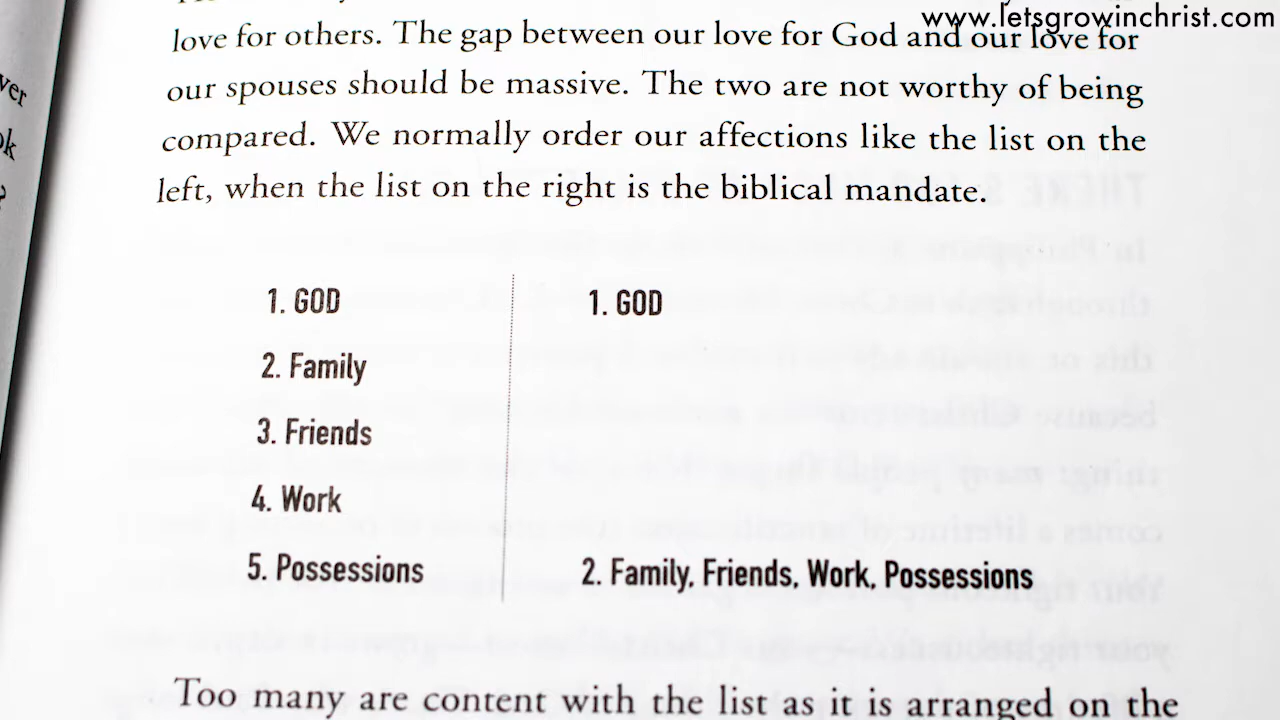 www.letsgrowinchrist.com
love for others. The gap between our love for God and our love for
our spouses should be massive. The two are not worthy of being
compared. We normally order our affections like the list on the
left, when the list on the right is the biblical mandate.
1. GOD
2. Family
3. Friends
4. Work
5. Possessions
1. GOD
2. Family, Friends, Work, Possessions
Too many are content with the list as it is arranged on the